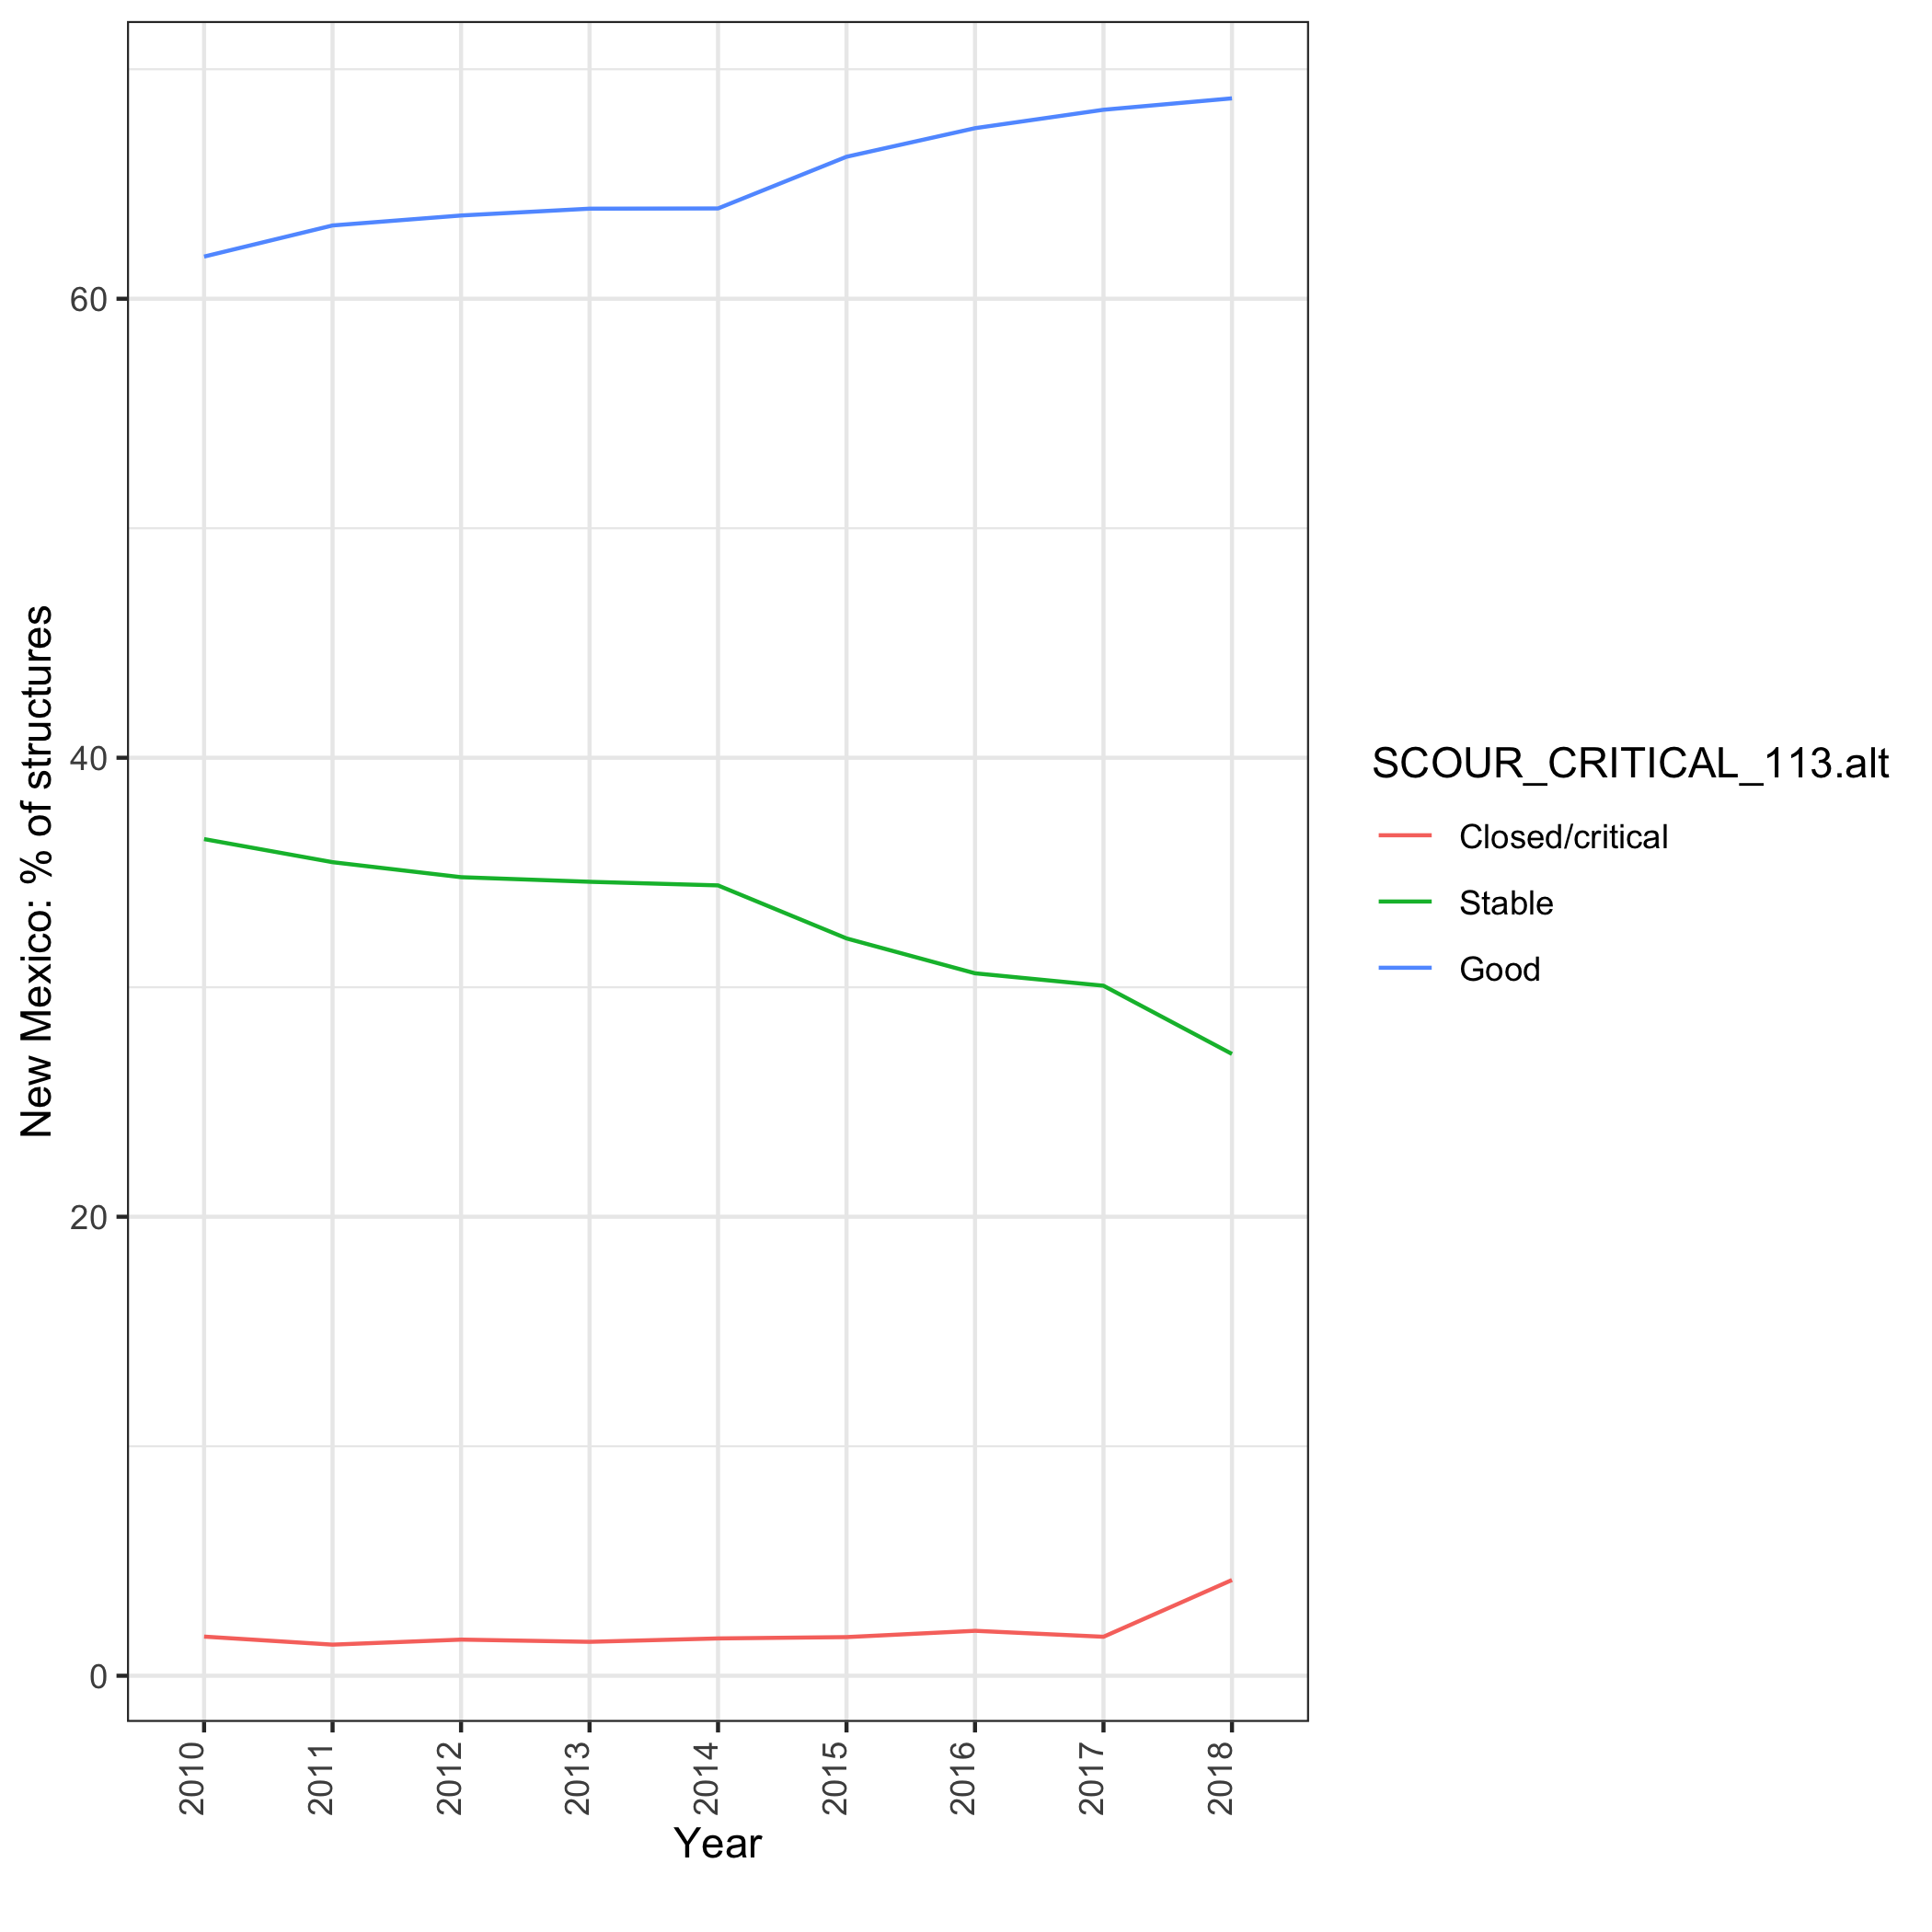 New Mexico: % of structures
60
40
20
0
2010
2011
2012
2013
2014
2015
2016
2017
2018
Year
SCOUR_CRITICAL_113.alt
Closed/critical
Stable
Good